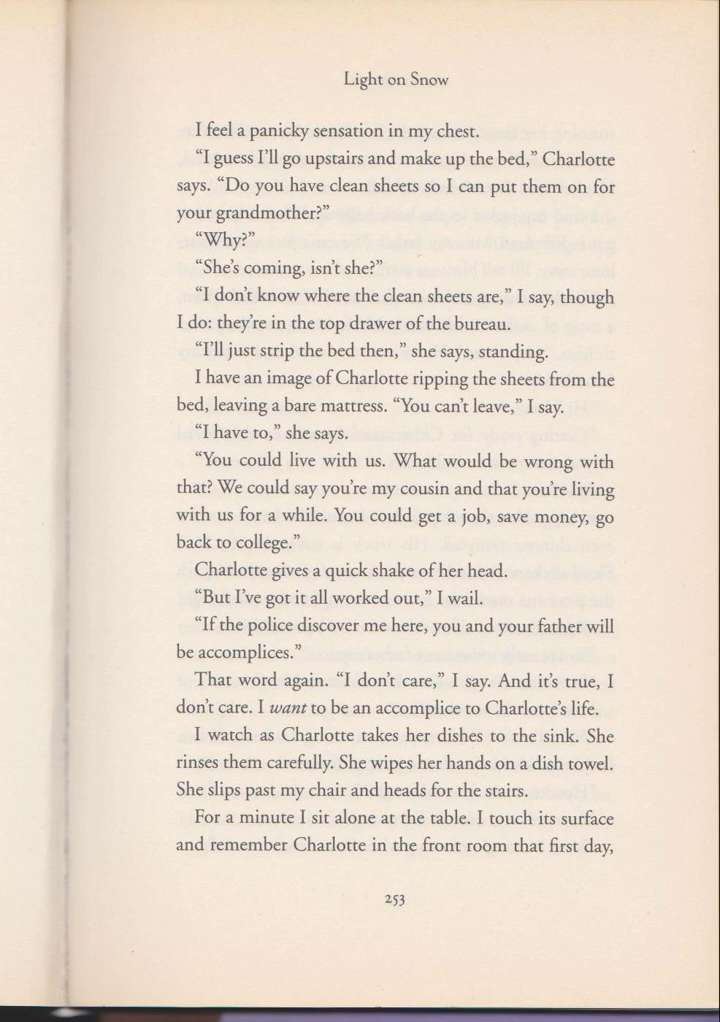 Light on Snow
I feel a panicky sensation in my chest.
“I guess I’ll go upstairs and make up the bed,” Charlotte
says. “Do you have clean sheets so I can put them on for
your grandmother?”
“Why?”
“She’s coming, isn’t she?”
“I don’t know where the clean sheets are,” I say, though
I do: they’re in the top drawer of the bureau.
“I’ll just strip the bed then,” she says, standing.
I have an image of Charlotte ripping the sheets from the
bed, leaving a bare mattress. “You can’t leave,” I say.
“I have to,” she says.
“You could live with us. What would be wrong with
that? We could say you’re my cousin and that you’re living
with us for a while. You could get a job, save money, go
back to college.”
Charlotte gives a quick shake of her head.
“But I’ve got it all worked out,” I wail.
“If the police discover me here, you and your father will
be accomplices.”
That word again. “I don’t care,” I say. And it’s true, I
don’t care. I want to be an accomplice to Charlotte’s life.
I watch as Charlotte takes her dishes to the sink. She
rinses them carefully. She wipes her hands on a dish towel.
She slips past my chair and heads for the stairs.
For a minute I sit alone at the table. I touch its surface
and remember Charlotte in the front room that first day,
253